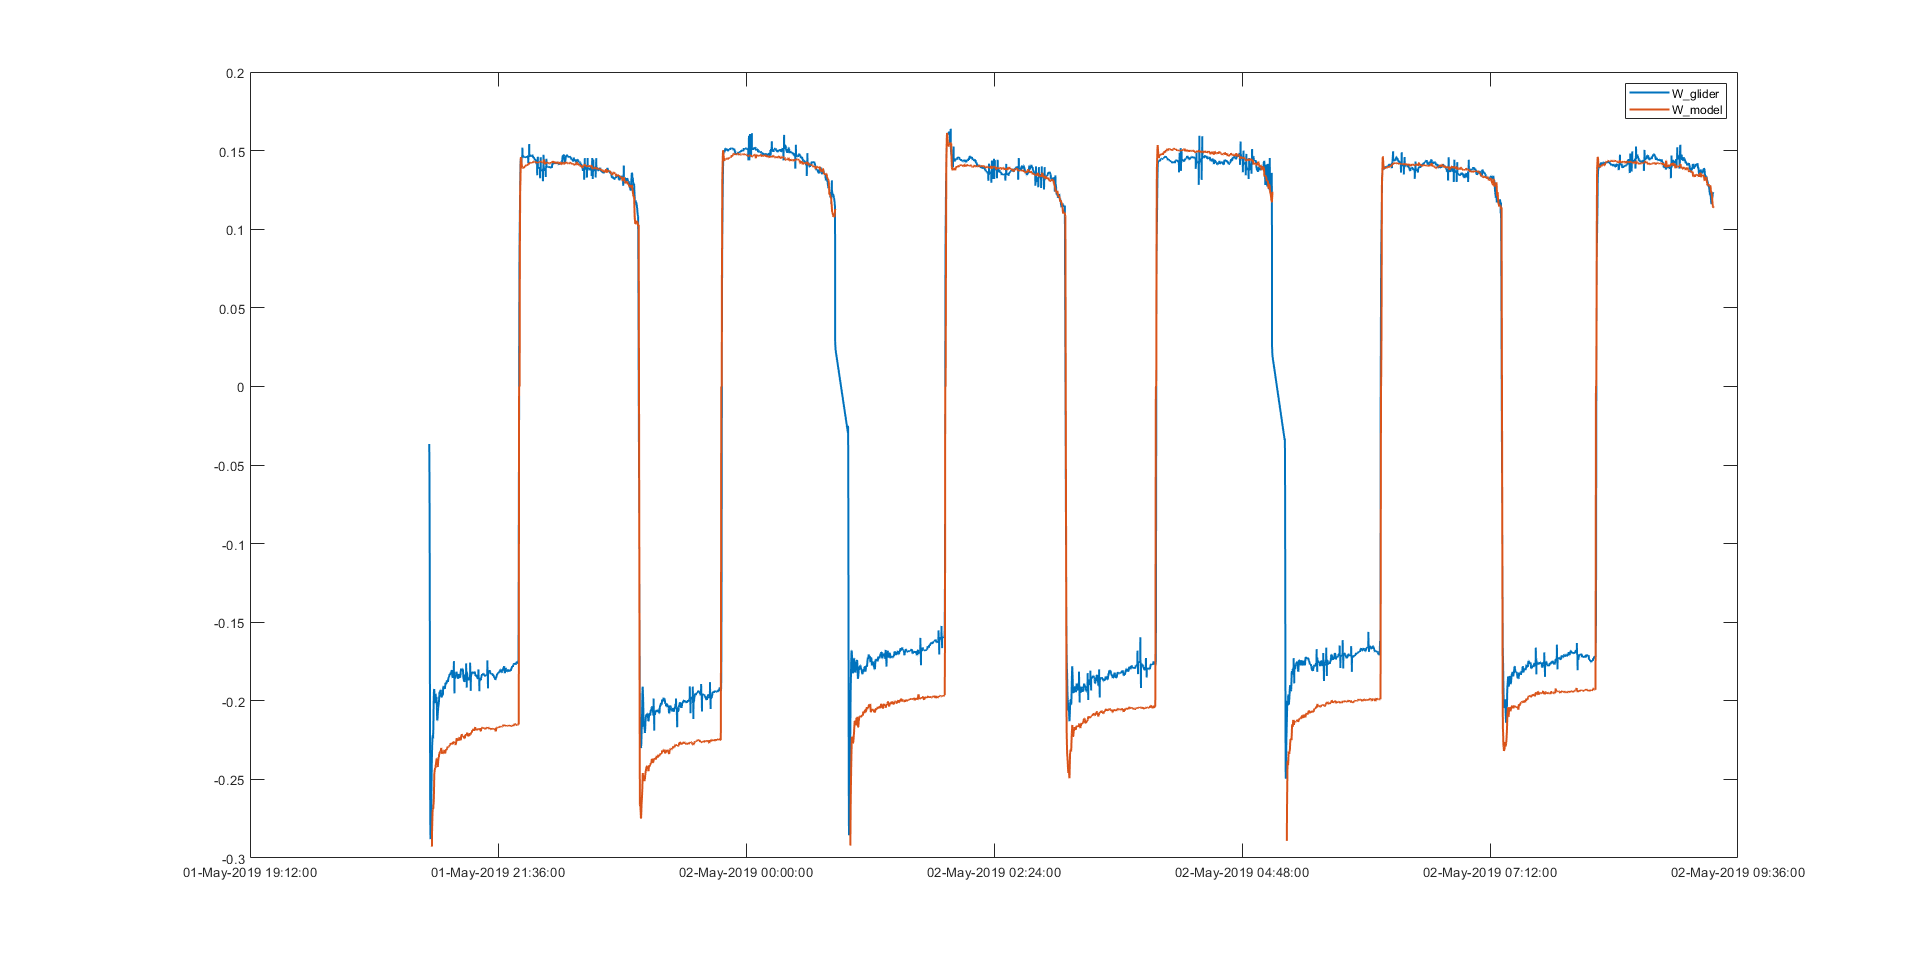 0.2
0.15
0.1
0.05
0
-0.05
-0.1
-0.15
-0.2
-0.25
-0.3
W_glider
W_model
01-May-2019 19:12:00
01-May-2019 21:36:00
02-May-2019 00:00:00
02-May-2019 02:24:00
02-May-2019 04:48:00
02-May-2019 07:12:00
02-May-2019 09:36:00